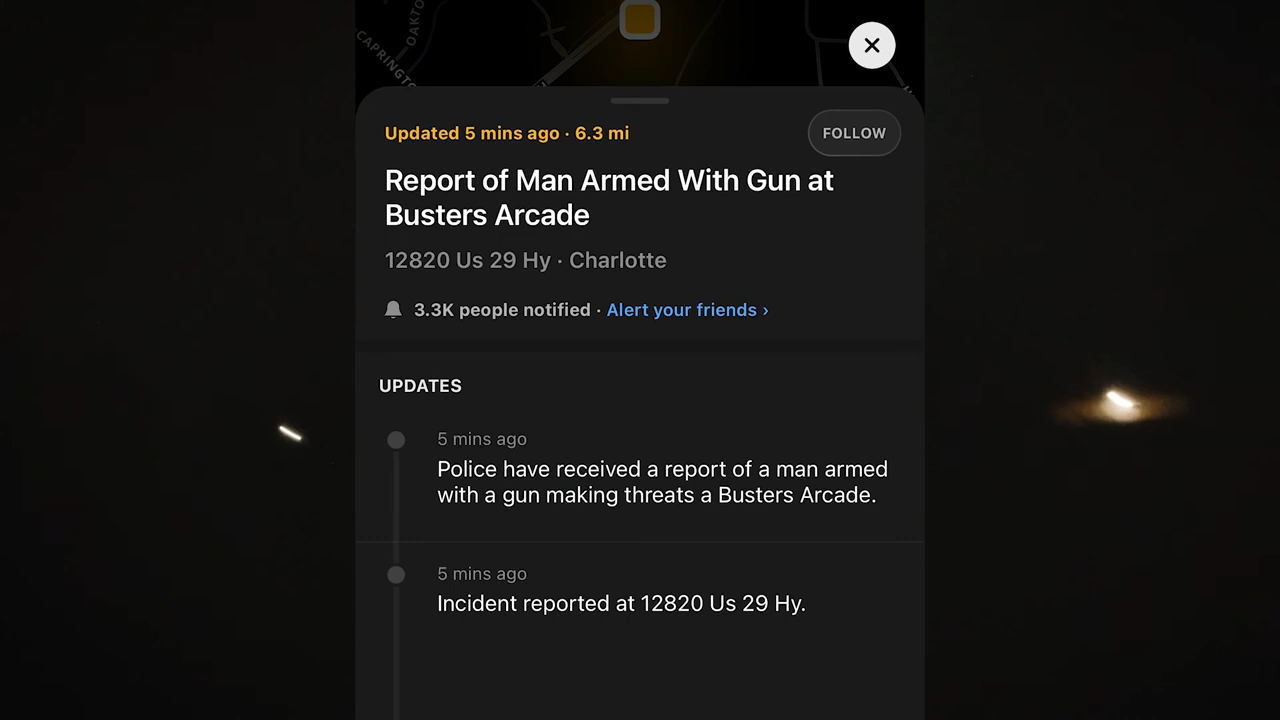 OAKTO
CAPRINGTO
Updated 5 mins ago · 6.3 mi
FOLLOW
Report of Man Armed With Gun at
Busters Arcade
12820 Us 29 Hy · Charlotte
3.3K people notified · Alert your friends ›
UPDATES
5 mins ago
Police have received a report of a man armed
with a gun making threats a Busters Arcade.
5 mins ago
Incident reported at 12820 Us 29 Hy.